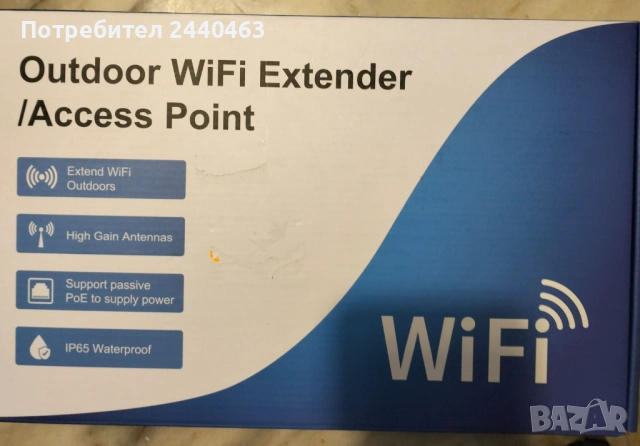 Потребител 2440463
Outdoor WiFi Extender
/Access Point
Extend WiFi
Outdoors
High Gain Antennas
Support passive
PoE to supply power
IP65 Waterproof
WiFi
BAZAR